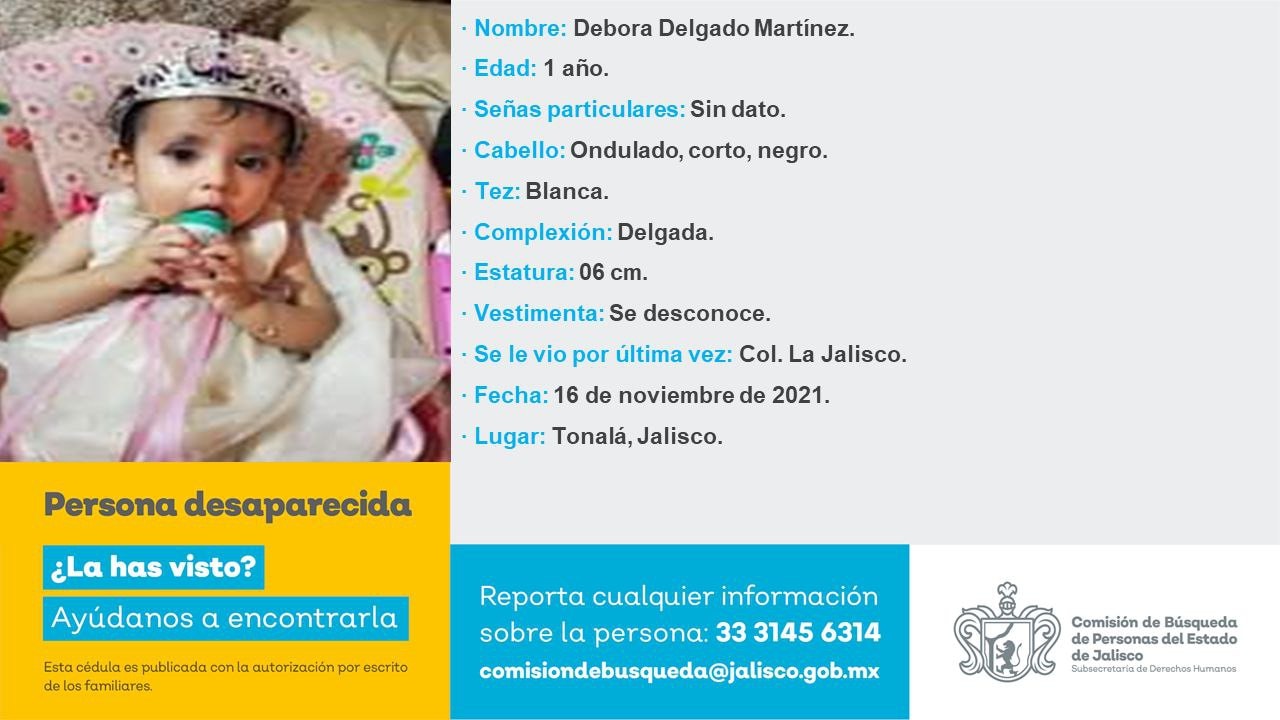 · Nombre: Debora Delgado Martínez.
· Edad: 1 año.
· Señas particulares: Sin dato.
· Cabello: Ondulado, corto, negro.
· Tez: Blanca.
· Complexión: Delgada.
· Estatura: 06 cm.
· Vestimenta: Se desconoce.
· Se le vio por última vez: Col. La Jalisco.
· Fecha: 16 de noviembre de 2021.
· Lugar: Tonalá, Jalisco.
Persona desaparecida
¿La has visto?
Ayúdanos a encontrarla
Esta cédula es publicada con la autorización por escrito
de los familiares.
Reporta cualquier información
sobre la persona: 33 3145 6314
comisiondebusqueda@jalisco.gob.mx
Comisión de Búsqueda
de Personas del Estado
de Jalisco
Subsecretaría de Derechos Humanos